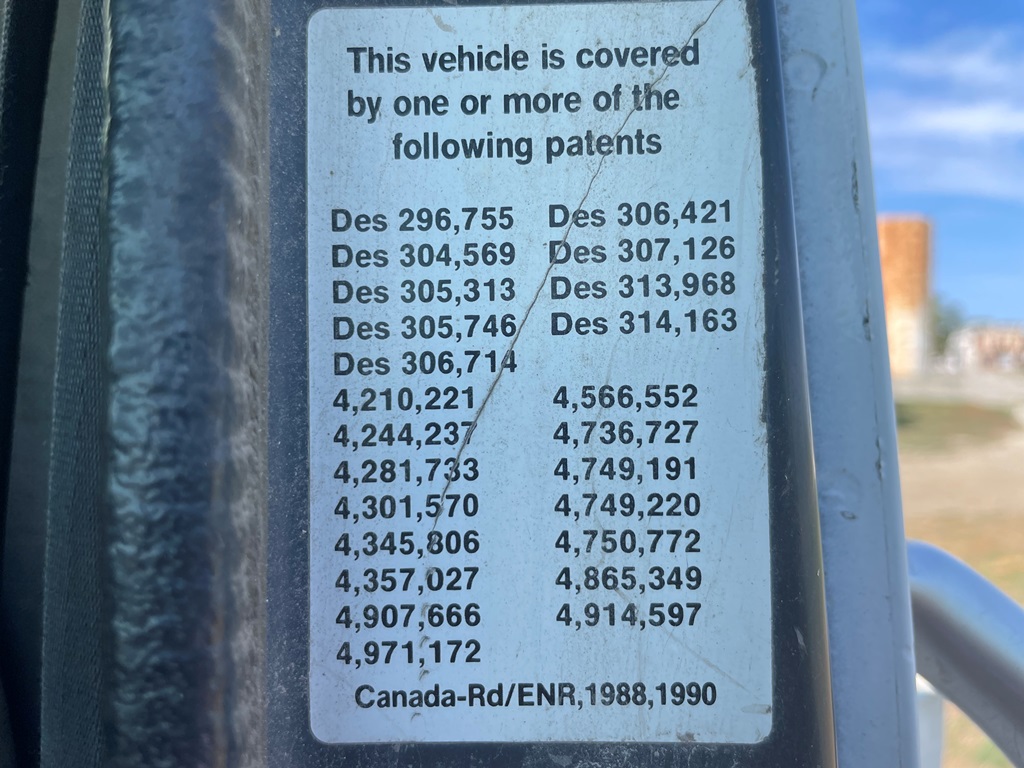 This vehicle is covered
by one or more of the
following patents
Des 296,755 Des 306,421
Des 304,569 Des 307,126
Des 305,313 Des 313,968
Des 305,746 Des 314,163
Des 306,714
4,210,221 4,566,552
4,244,237 4,736,727
4,281,733 4,749,191
4,301,570 4,749,220
4,345,806 4,750,772
4,357,027 4,865,349
4,907,666 4,914,597
4,971,172
Canada-Rd/ENR,1988,1990